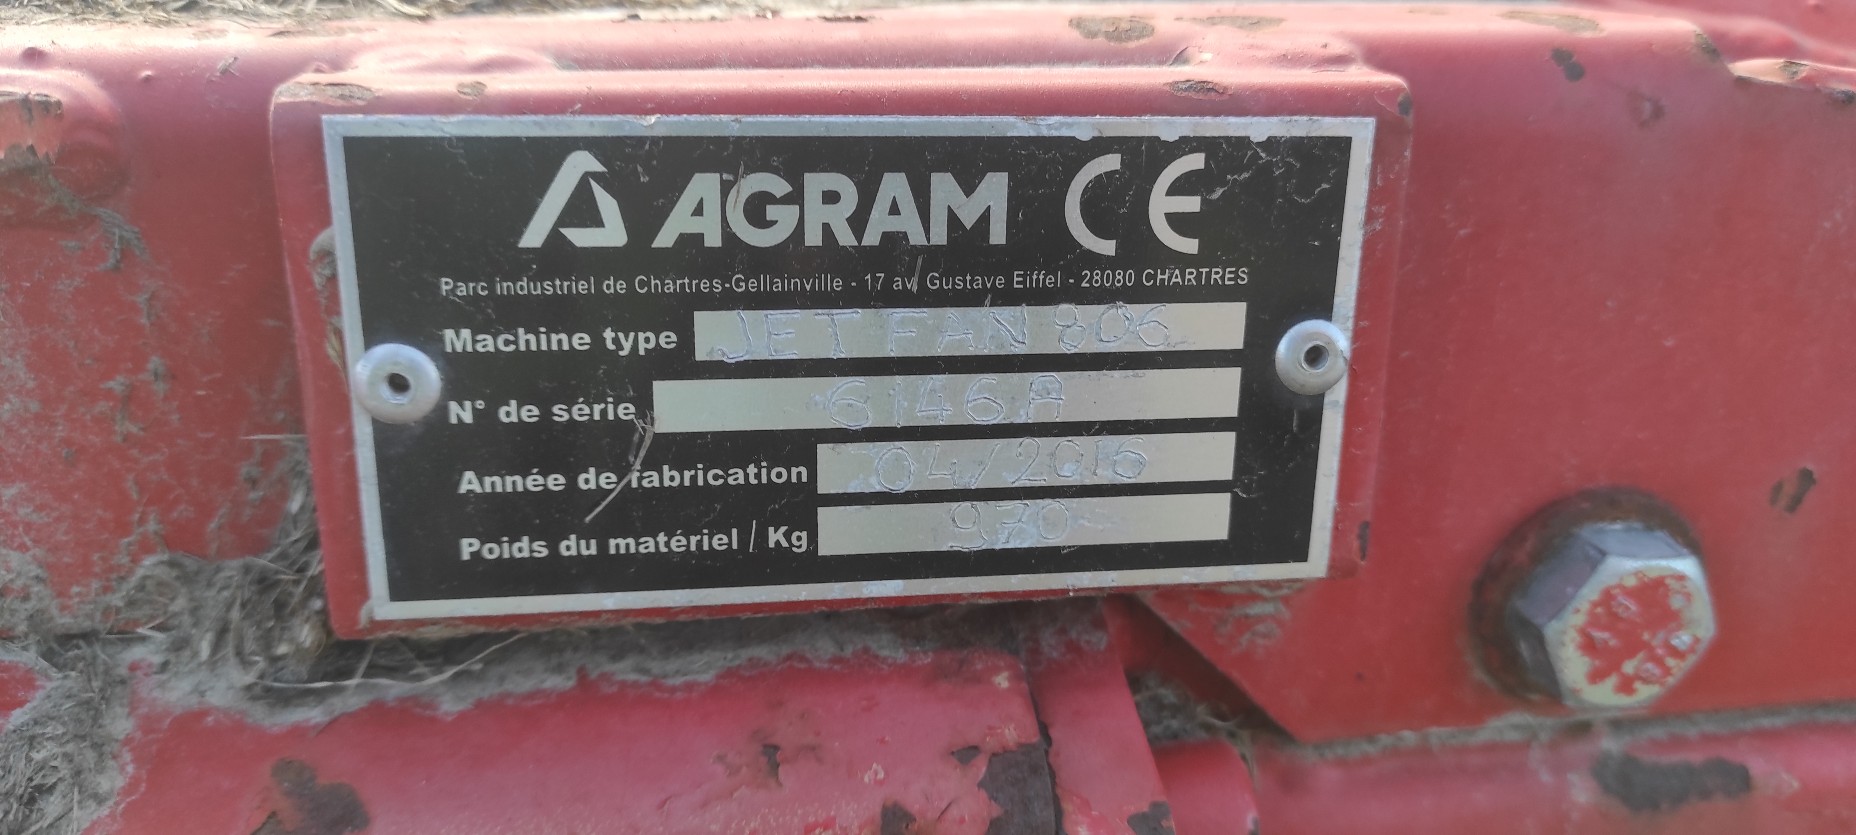 AGRAM CE
Parc industriel de Chartres-Gellainville - 17 av. Gustave Eiffel - 28080 CHARTRES
Machine type JET FAN 806
N° de série 6146A
Année de fabrication 04/2016
Poids du matériel / Kg 970